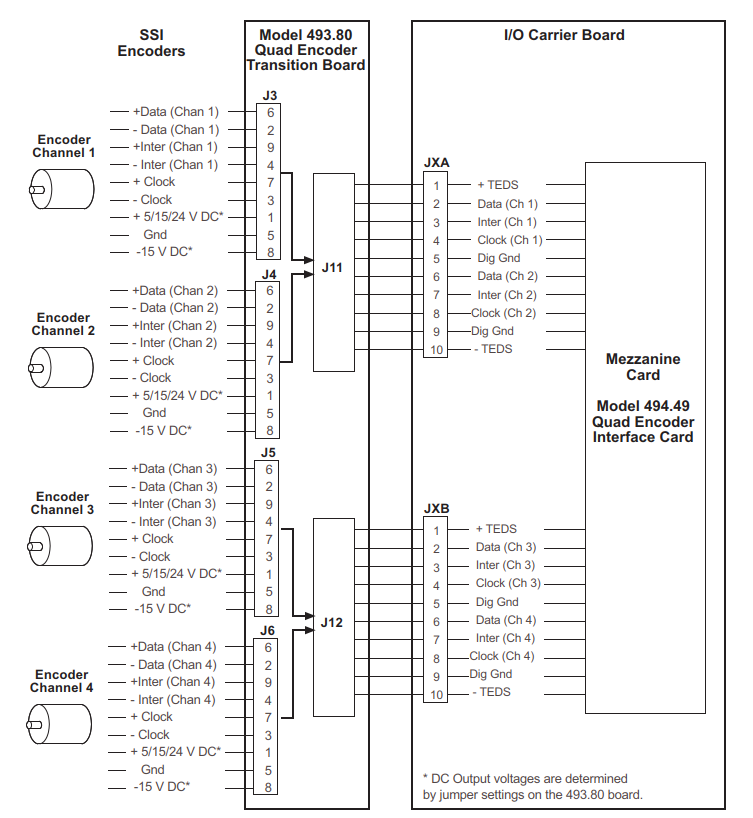 SSI
Encoders
Model 493.80
Quad Encoder
Transition Board
I/O Carrier Board
Encoder
Channel 1
J3
+Data (Chan 1) 6
- Data (Chan 1) 2
+Inter (Chan 1) 9
- Inter (Chan 1) 4
+ Clock 7
- Clock 3
+ 5/15/24 V DC* 1
Gnd 5
-15 V DC* 8
Encoder
Channel 2
J4
+Data (Chan 2) 6
- Data (Chan 2) 2
+Inter (Chan 2) 9
- Inter (Chan 2) 4
+ Clock 7
- Clock 3
+ 5/15/24 V DC* 1
Gnd 5
-15 V DC* 8
J11
JXA
1 + TEDS
2 Data (Ch 1)
3 Inter (Ch 1)
4 Clock (Ch 1)
5 Dig Gnd
6 Data (Ch 2)
7 Inter (Ch 2)
8 Clock (Ch 2)
9 Dig Gnd
10 - TEDS
Mezzanine
Card
Model 494.49
Quad Encoder
Interface Card
Encoder
Channel 3
J5
+Data (Chan 3) 6
- Data (Chan 3) 2
+Inter (Chan 3) 9
- Inter (Chan 3) 4
+ Clock 7
- Clock 3
+ 5/15/24 V DC* 1
Gnd 5
- 15 V DC* 8
Encoder
Channel 4
J6
+Data (Chan 4) 6
- Data (Chan 4) 2
+Inter (Chan 4) 9
- Inter (Chan 4) 4
+ Clock 7
- Clock 3
+ 5/15/24 V DC* 1
Gnd 5
-15 V DC* 8
J12
JXB
1 + TEDS
2 Data (Ch 3)
3 Inter (Ch 3)
4 Clock (Ch 3)
5 Dig Gnd
6 Data (Ch 4)
7 Inter (Ch 4)
8 Clock (Ch 4)
9 Dig Gnd
10 - TEDS
* DC Output voltages are determined
by jumper settings on the 493.80 board.